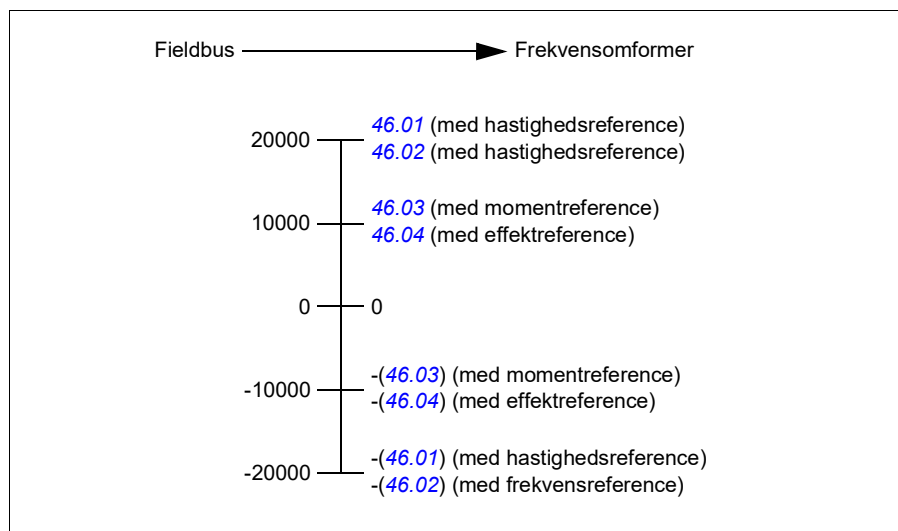 Fieldbus Frekvensomformer
20000 46.01 (med hastighedsreference)
46.02 (med hastighedsreference)
10000 46.03 (med momentreference)
46.04 (med effektreference)
0 0
-10000 -(46.03) (med momentreference)
-(46.04) (med effektreference)
-20000 -(46.01) (med hastighedsreference)
-(46.02) (med frekvensreference)